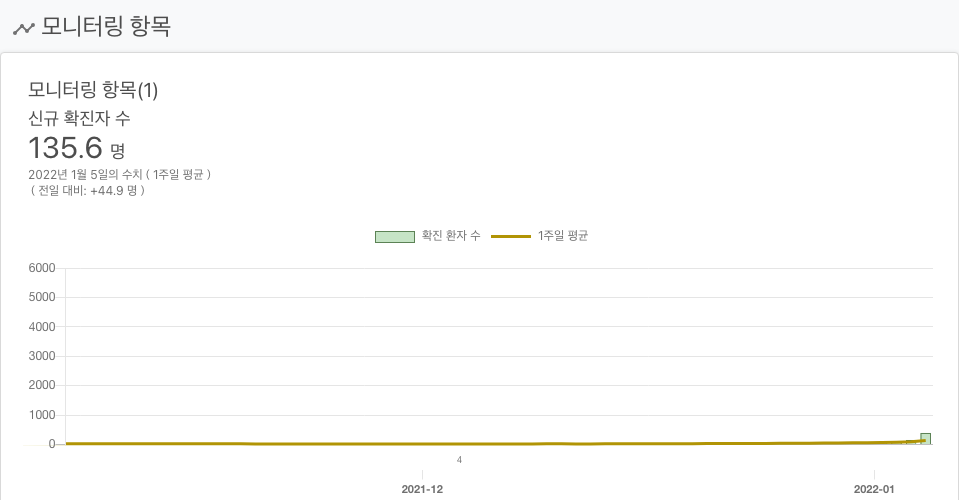 모니터링 항목
모니터링 항목(1)
신규 확진자 수
135.6 명
2022년 1월 5일의 수치 ( 1주일 평균 )
( 전일 대비: +44.9 명 )
확진 환자 수 1주일 평균
6000
5000
4000
3000
2000
1000
0
4
2021-12 2022-01